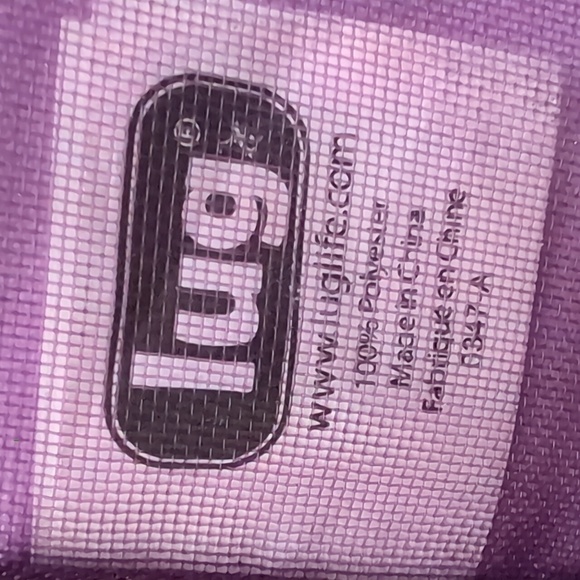 lug
www.luglife.com
100% Polyester
Made in China
Fabriqué en Chine
0347-A